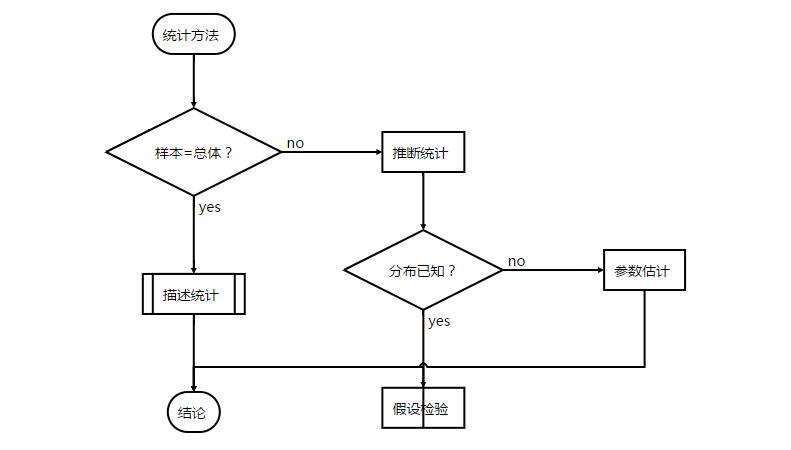 统计方法
样本=总体？
no
推断统计
yes
分布已知？
no
参数估计
描述统计
yes
结论
假设检验